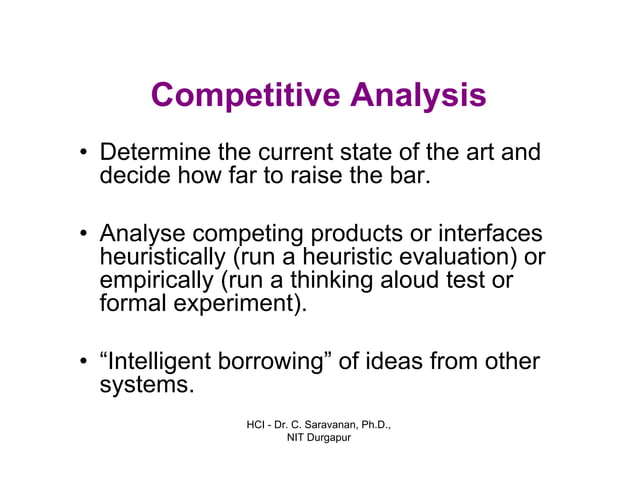 Competitive Analysis
• Determine the current state of the art and
decide how far to raise the bar.
• Analyse competing products or interfaces
heuristically (run a heuristic evaluation) or
empirically (run a thinking aloud test or
formal experiment).
• “Intelligent borrowing” of ideas from other
systems.
HCI - Dr. C. Saravanan, Ph.D.,
NIT Durgapur